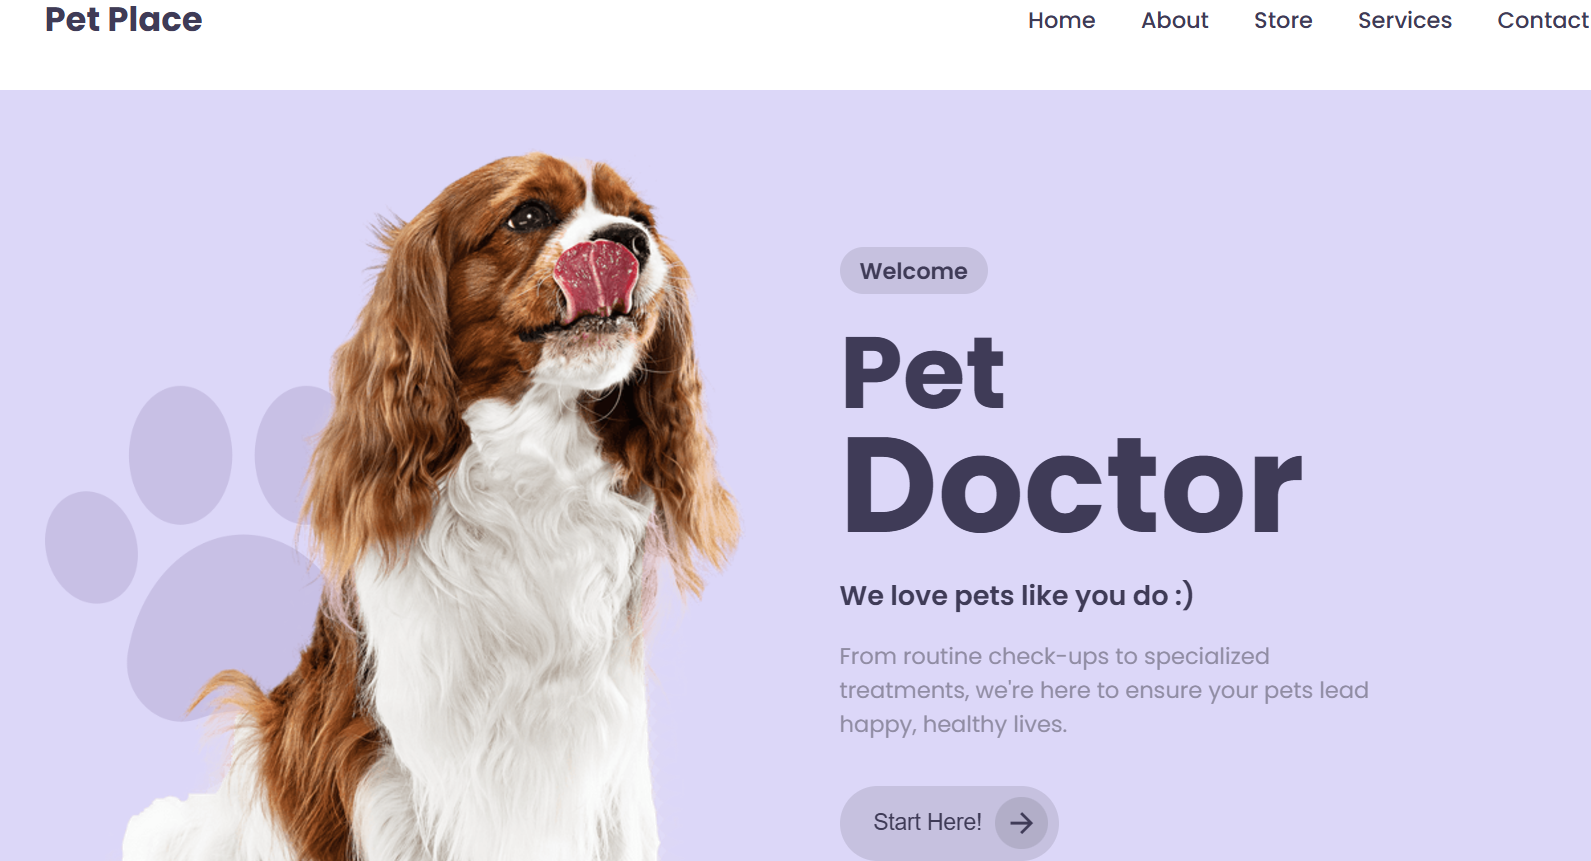 Pet Place
Home About Store Services Contact
Welcome
Pet
Doctor
We love pets like you do :)
From routine check-ups to specialized
treatments, we're here to ensure your pets lead
happy, healthy lives.
Start Here!